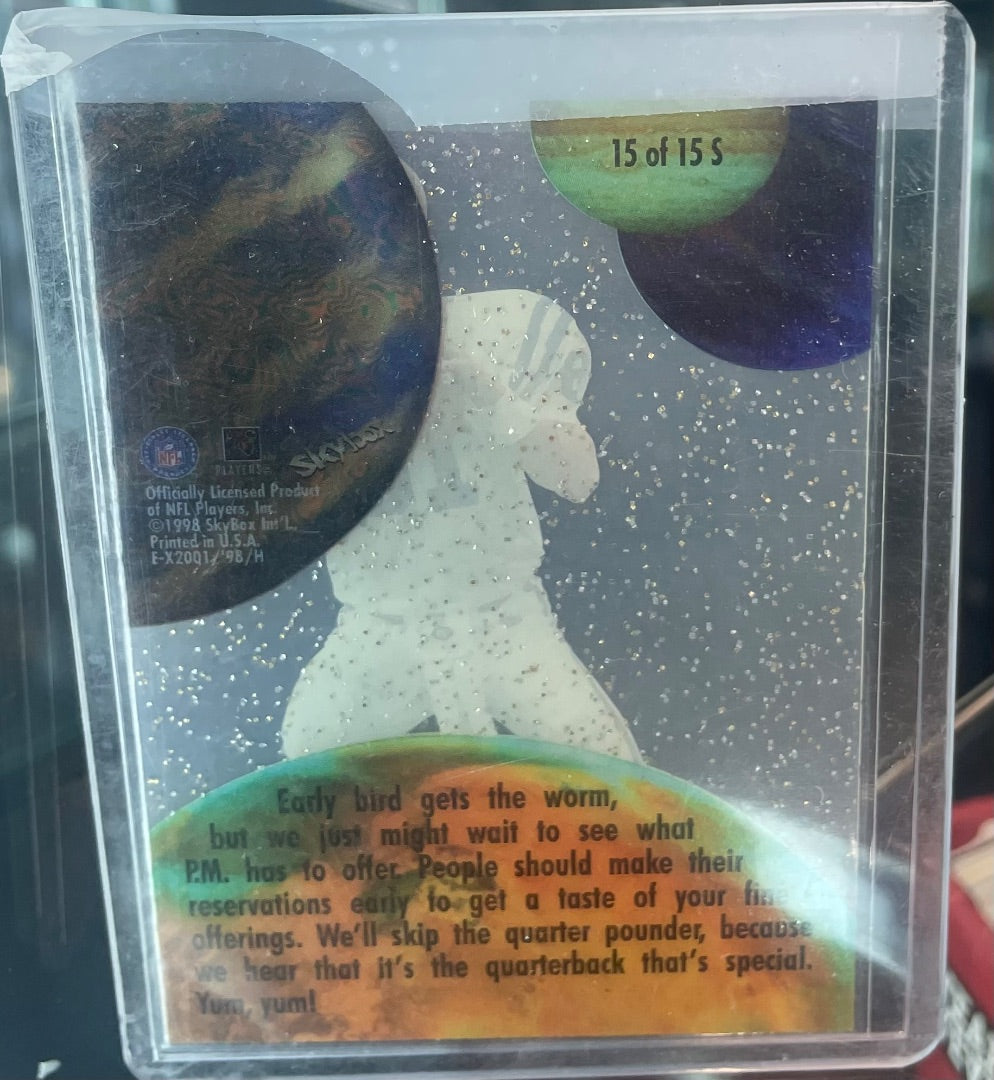 15 of 15 S
NFL
PLAYERS
SkyBox
Officially Licensed Product
of NFL Players, Inc.
©1998 SkyBox Int'L.
Printed in U.S.A.
E-X2001/'98/H
Early bird gets the worm,
but we just might wait to see what
P.M. has to offer. People should make their
reservations early to get a taste of your fine
offerings. We'll skip the quarter pounder, because
we hear that it's the quarterback that's special.
Yum, yum!